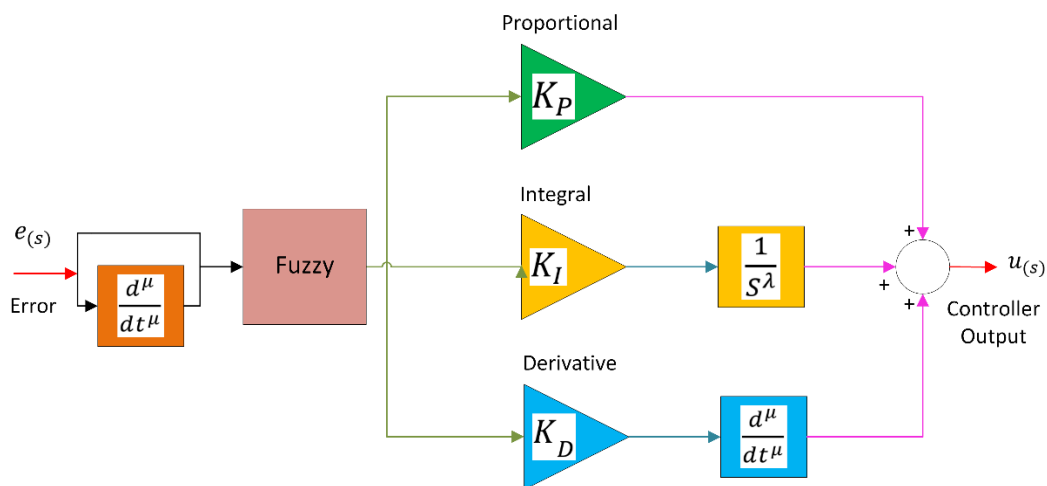 Proportional
K_P
e_(s)
Error
d^μ
dt^μ
Fuzzy
Integral
K_I
1
S^λ
+
+
+
u_(s)
Controller
Output
Derivative
K_D
d^μ
dt^μ